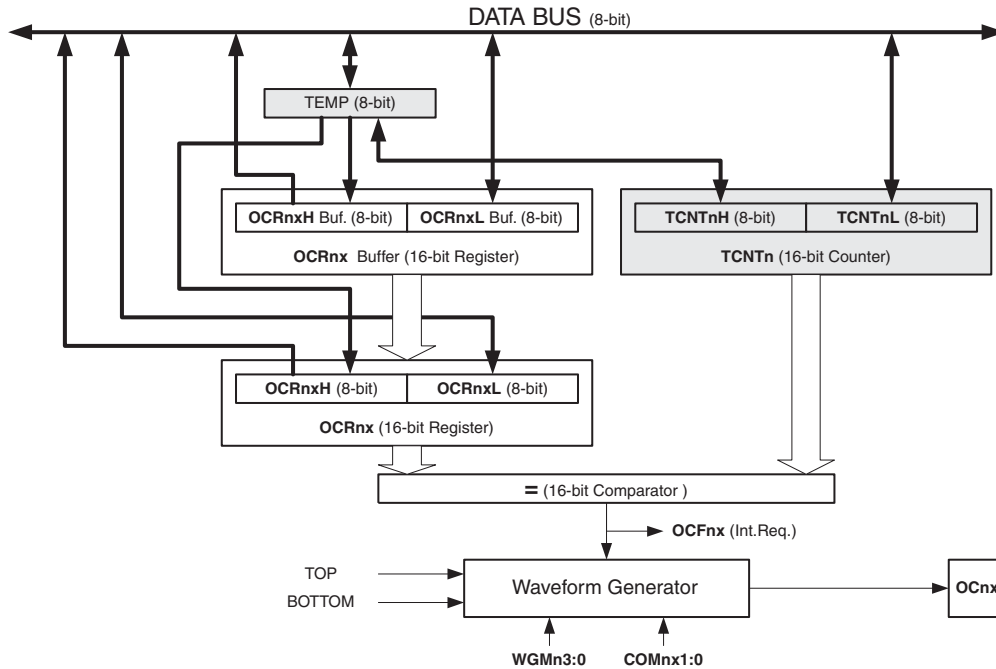 DATA BUS (8-bit)
TEMP (8-bit)
OCRnxH Buf. (8-bit) OCRnxL Buf. (8-bit)
OCRnx Buffer (16-bit Register)
TCNTnH (8-bit) TCNTnL (8-bit)
TCNTn (16-bit Counter)
OCRnxH (8-bit) OCRnxL (8-bit)
OCRnx (16-bit Register)
= (16-bit Comparator )
OCFnx (Int.Req.)
TOP
BOTTOM
Waveform Generator
OCnx
WGMn3:0 COMnx1:0